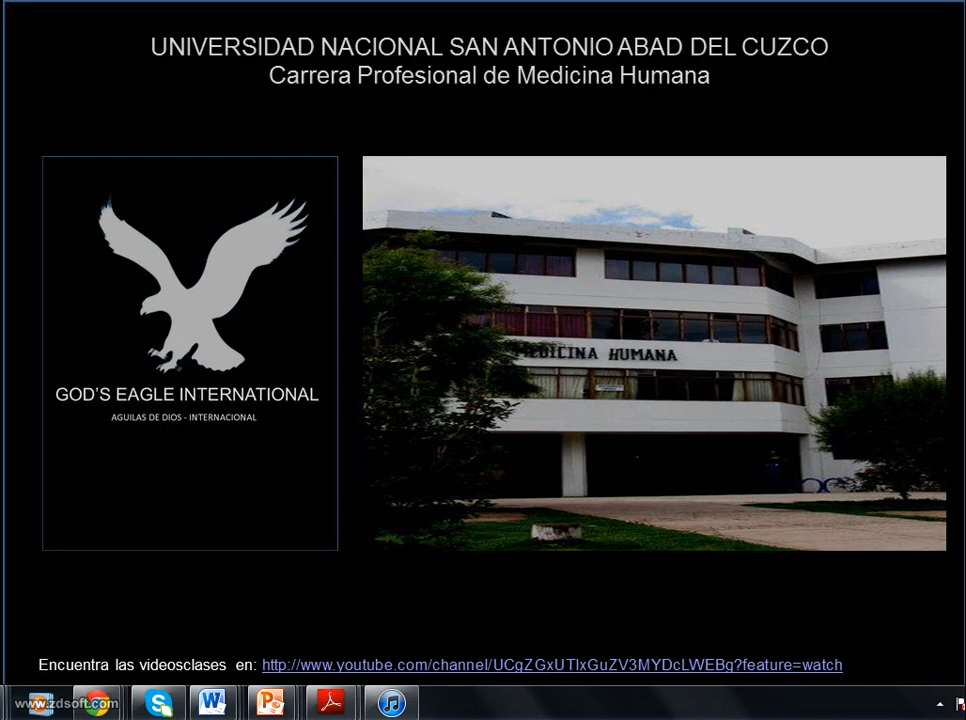 UNIVERSIDAD NACIONAL SAN ANTONIO ABAD DEL CUZCO
Carrera Profesional de Medicina Humana
MEDICINA HUMANA
GOD'S EAGLE INTERNATIONAL
AGUILAS DE DIOS - INTERNACIONAL
Encuentra las videosclases en: http://www.youtube.com/channel/UCgZGxUTlxGuZV3MYDcLWEBg?feature=watch
www.zdsoft.com